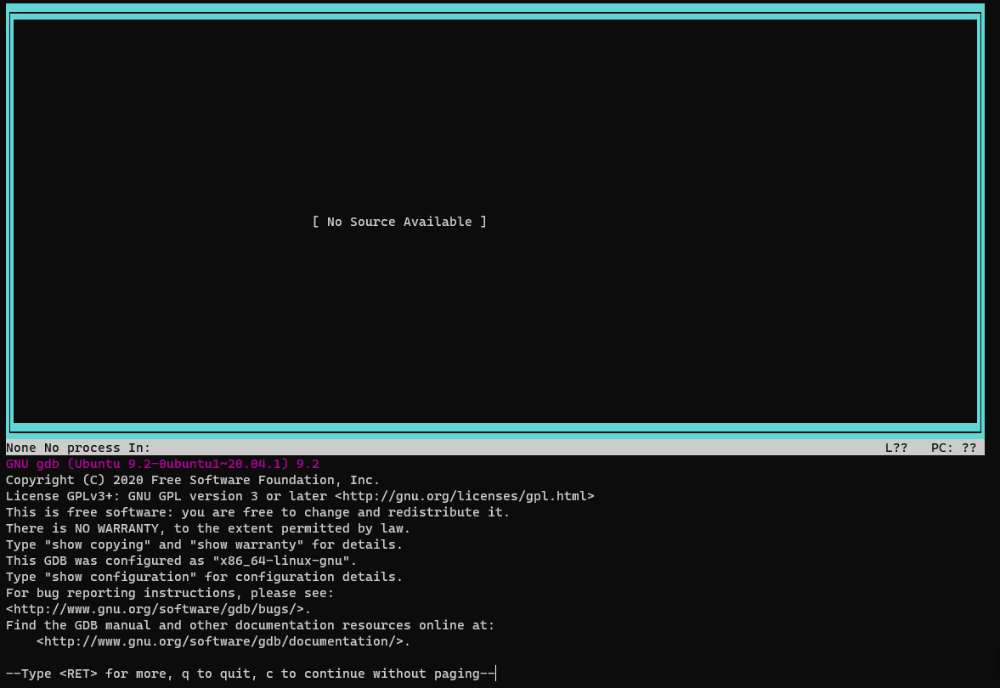 [ No Source Available ]
None No process In:                                                                                                L??   PC: ??
GNU gdb (Ubuntu 9.2-0ubuntu1~20.04.1) 9.2
Copyright (C) 2020 Free Software Foundation, Inc.
License GPLv3+: GNU GPL version 3 or later <http://gnu.org/licenses/gpl.html>
This is free software: you are free to change and redistribute it.
There is NO WARRANTY, to the extent permitted by law.
Type "show copying" and "show warranty" for details.
This GDB was configured as "x86_64-linux-gnu".
Type "show configuration" for configuration details.
For bug reporting instructions, please see:
<http://www.gnu.org/software/gdb/bugs/>.
Find the GDB manual and other documentation resources online at:
    <http://www.gnu.org/software/gdb/documentation/>.

--Type <RET> for more, q to quit, c to continue without paging--